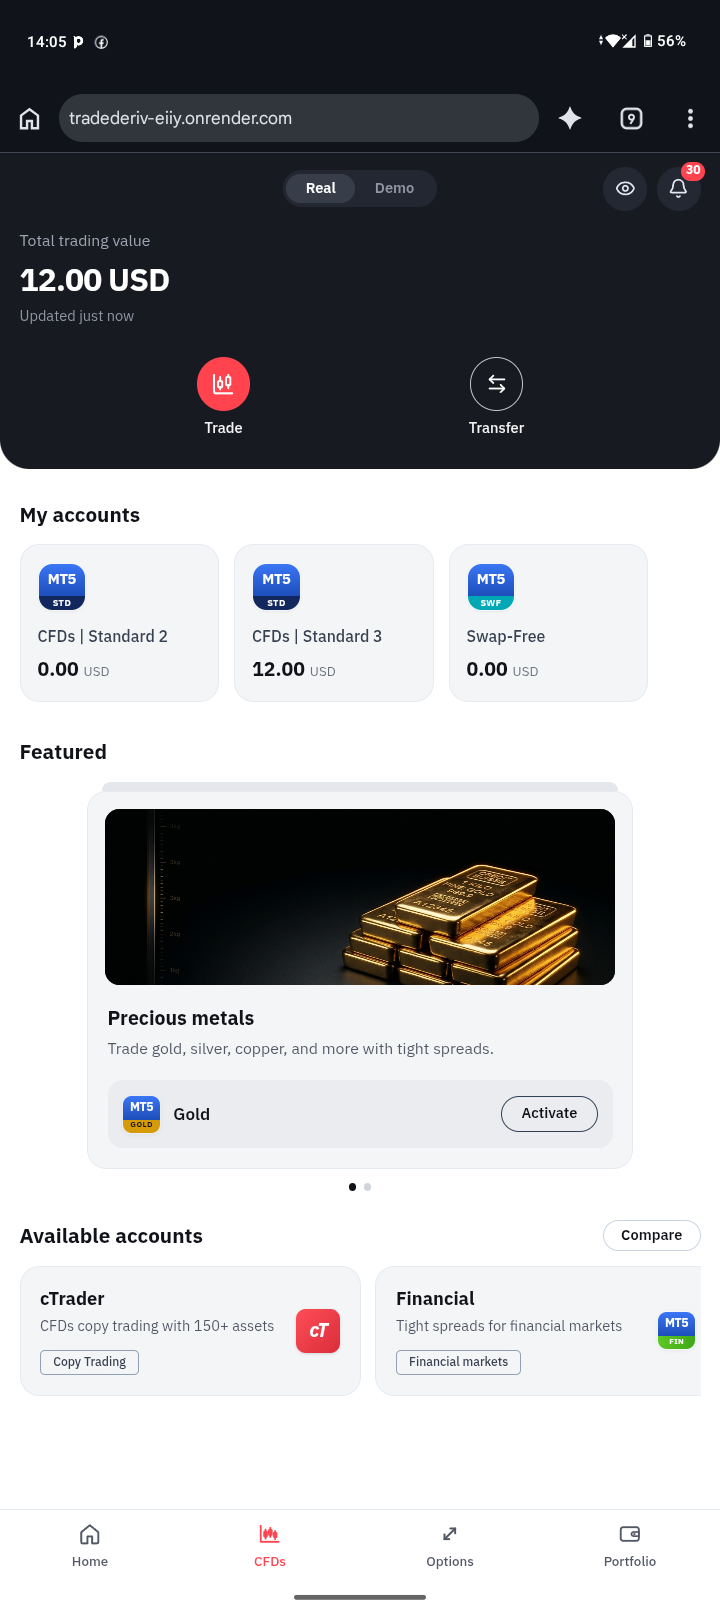 14:05
56%
tradederiv-eiiy.onrender.com
9
Real
Demo
30
Total trading value
12.00 USD
Updated just now
Trade
Transfer
My accounts
MT5
STD
CFDs | Standard 2
0.00 USD
MT5
STD
CFDs | Standard 3
12.00 USD
MT5
SWF
Swap-Free
0.00 USD
Featured
Precious metals
Trade gold, silver, copper, and more with tight spreads.
MT5
GOLD
Gold
Activate
Available accounts
Compare
cTrader
CFDs copy trading with 150+ assets
Copy Trading
cT
Financial
Tight spreads for financial markets
Financial markets
MT5
FIN
Home
CFDs
Options
Portfolio